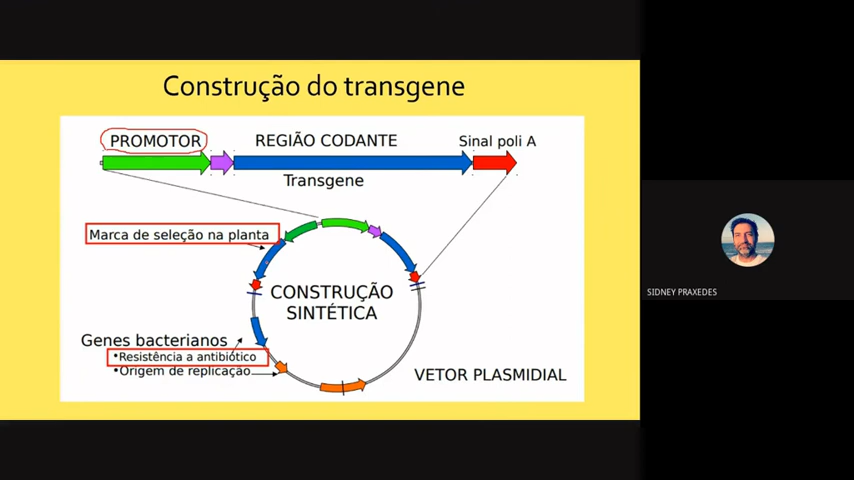 Construção do transgene
PROMOTOR
REGIÃO CODANTE
Sinal poli A
Transgene
Marca de seleção na planta
CONSTRUÇÃO
SINTÉTICA
Genes bacterianos
•Resistência a antibiótico
•Origem de replicação
VETOR PLASMIDIAL
SIDNEY PRAXEDES